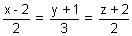 x - 2 / 2 = y + 1 / 3 = z + 2 / 2